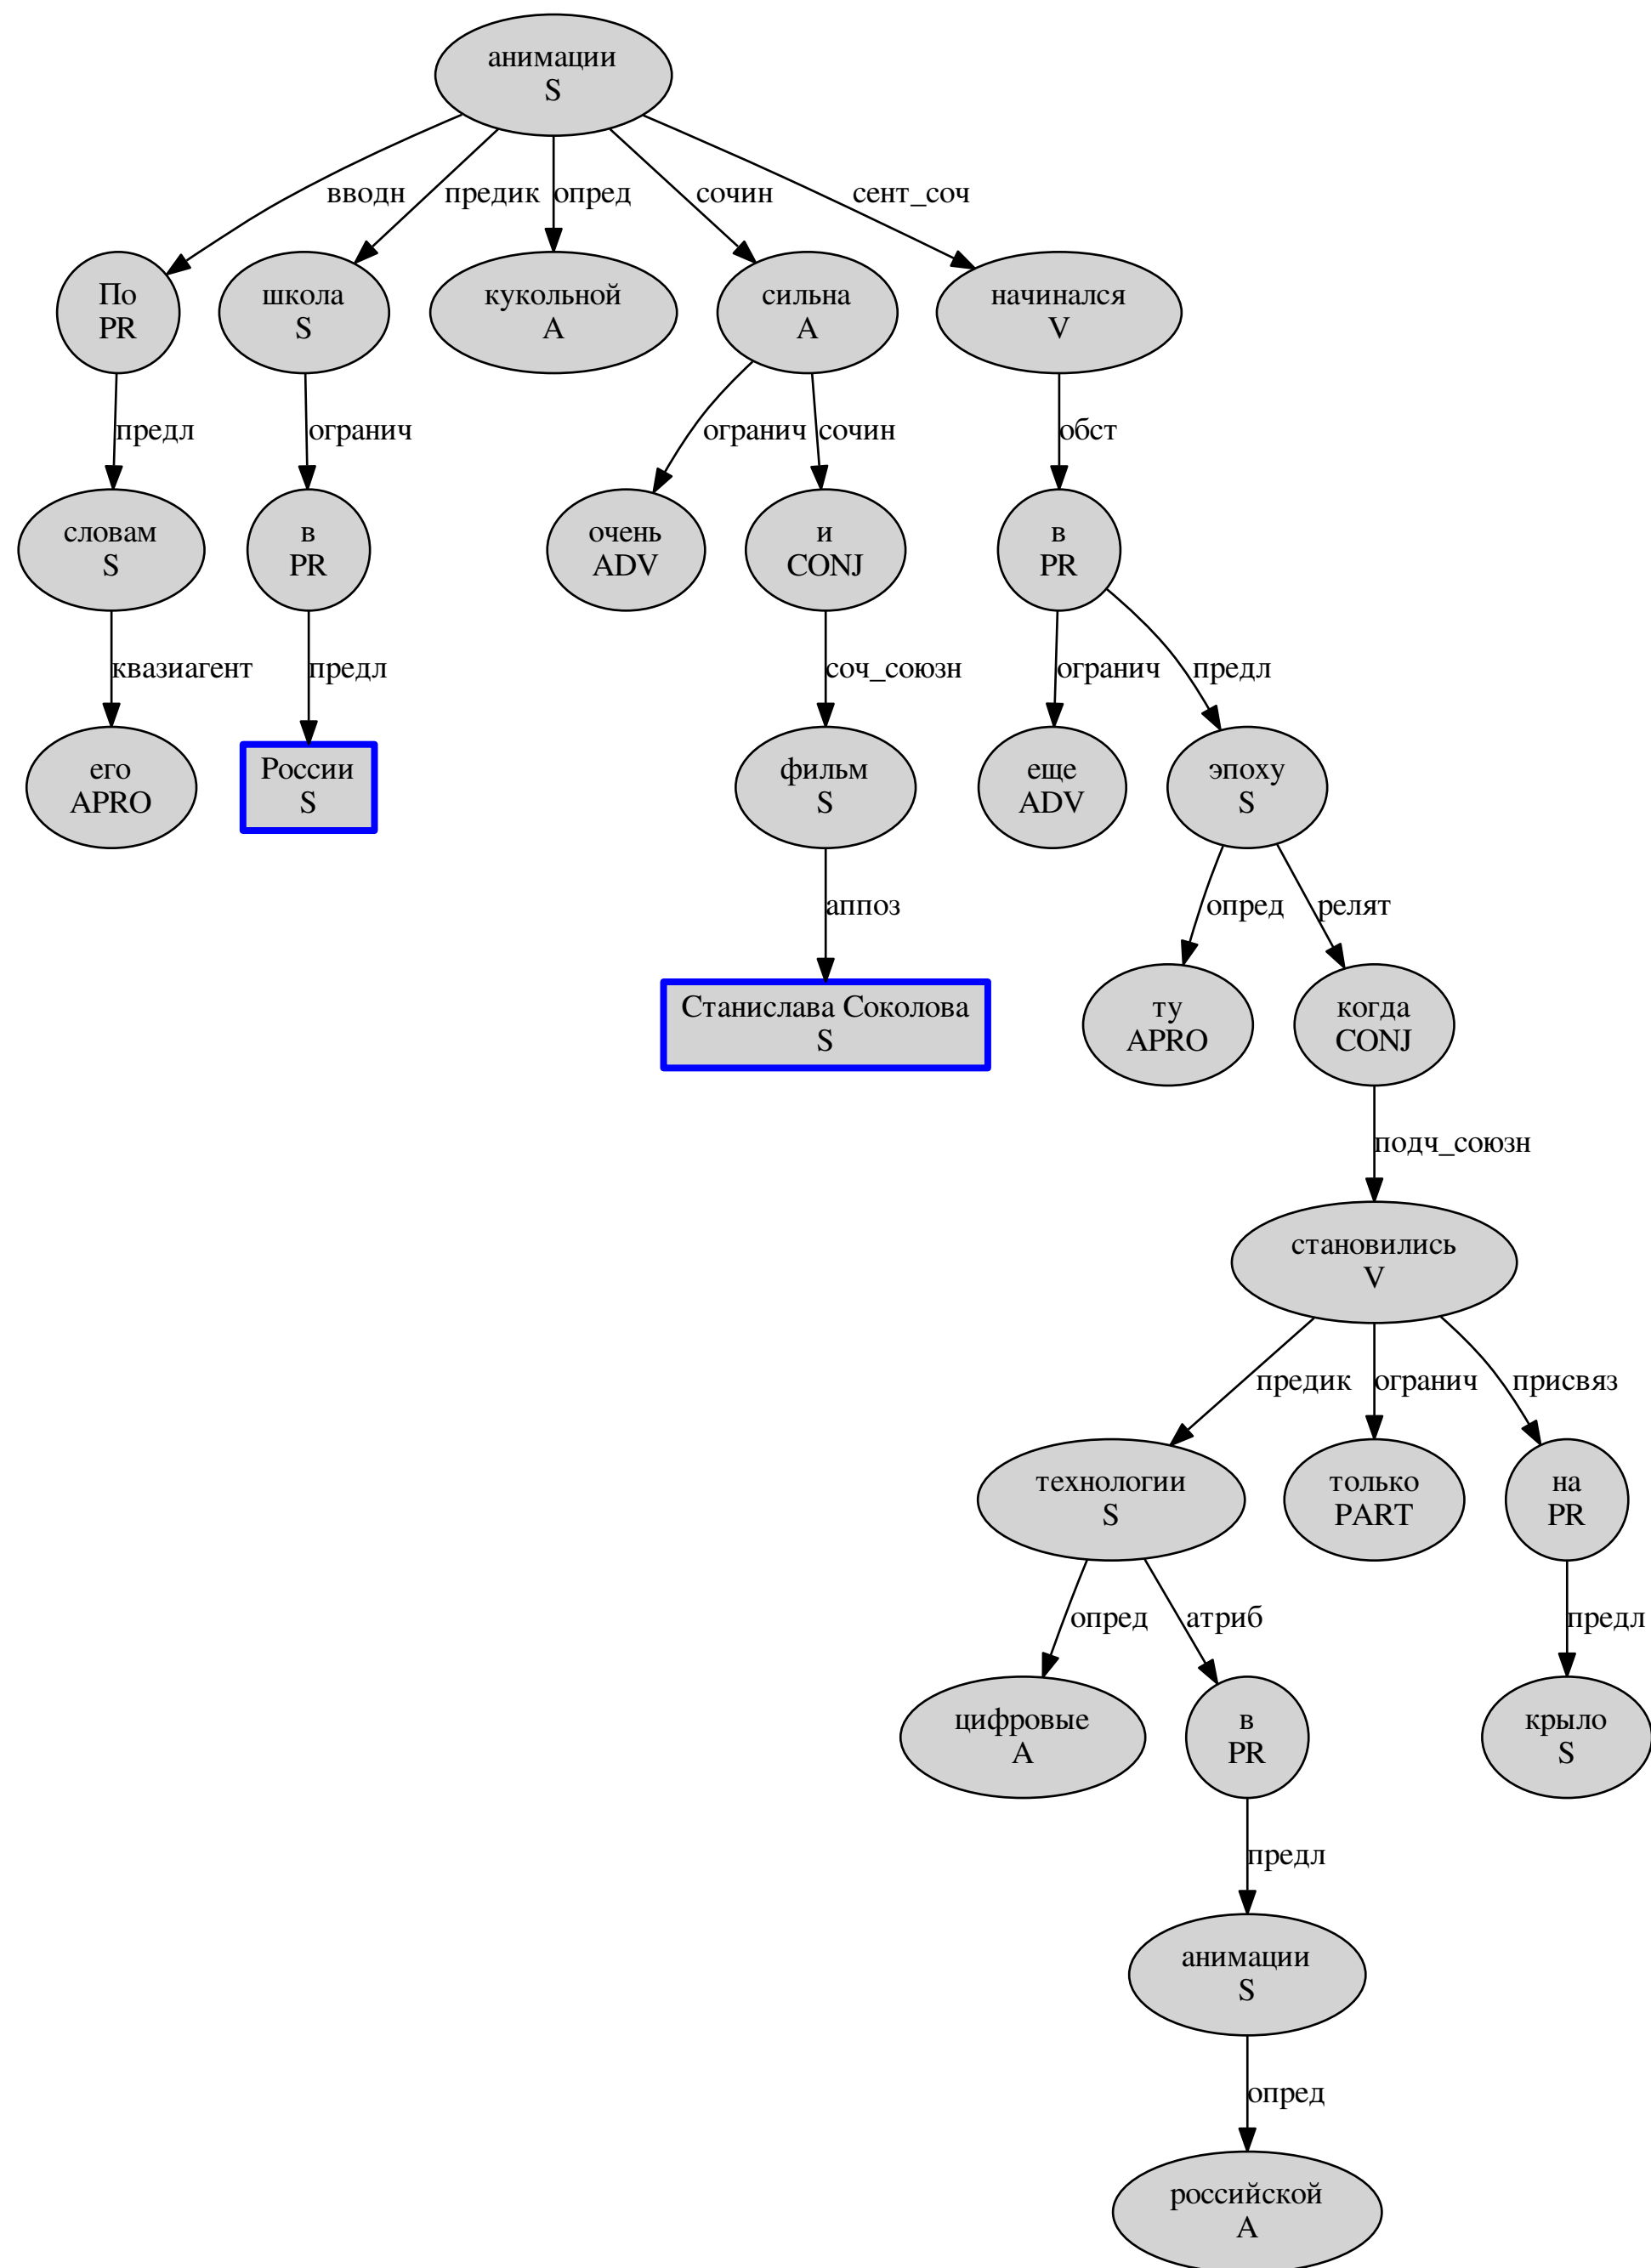 анимации
S
вводн
предик
опред
сочин
сент_соч
По
PR
школа
S
кукольной
A
сильна
A
начинался
V
предл
огранич
огранич
сочин
обст
словам
S
в
PR
очень
ADV
и
CONJ
в
PR
квазиагент
предл
соч_союзн
огранич
предл
его
APRO
России
S
фильм
S
еще
ADV
эпоху
S
аппоз
опред
релят
Станислава Соколова
S
ту
APRO
когда
CONJ
подч_союзн
становились
V
предик
огранич
присвяз
технологии
S
только
PART
на
PR
опред
атриб
предл
цифровые
A
в
PR
крыло
S
предл
анимации
S
опред
российской
A